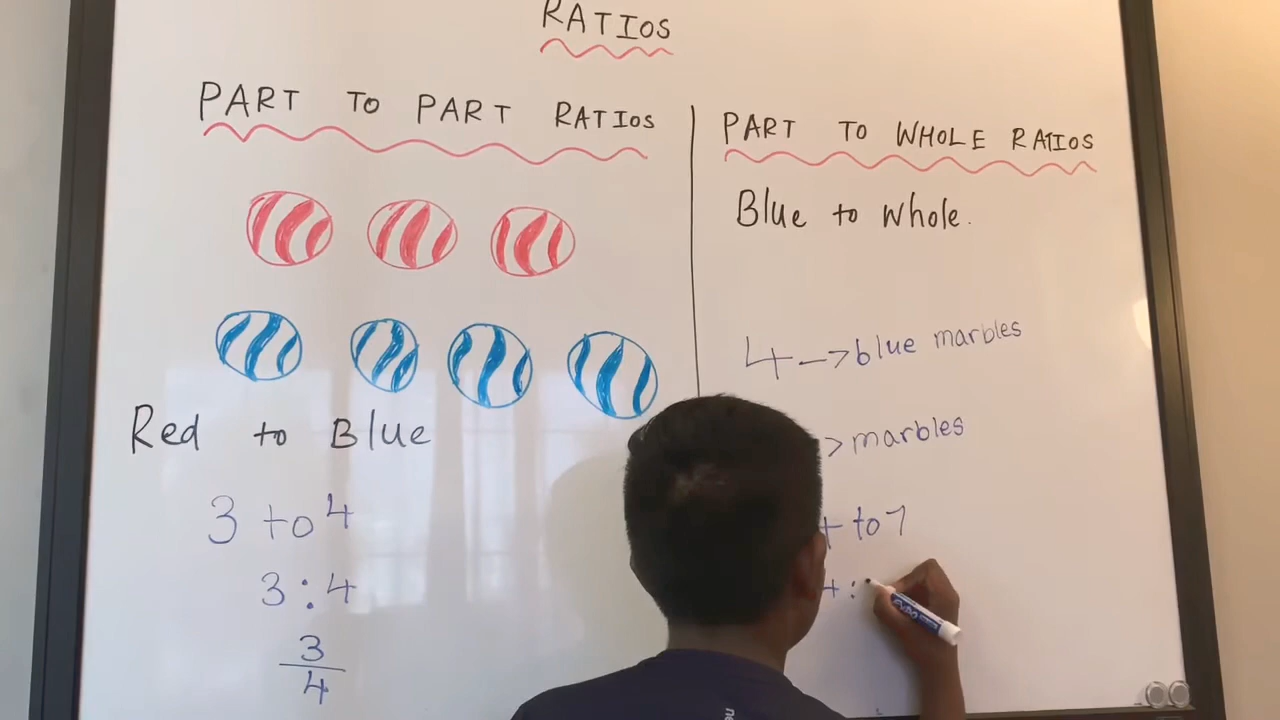 RATIOS
PART TO PART RATIOS
Red to Blue
3 to 4
3:4
3
4
PART TO WHOLE RATIOS
Blue to whole.
4 -> blue marbles
> marbles
to 7
:
EXPO